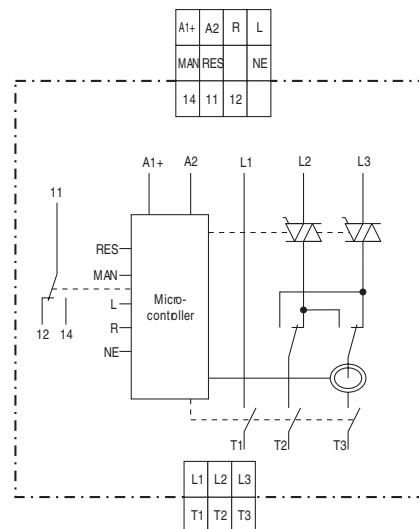 A1+ A2 R L
MAN RES NE
14 11 12
A1+ A2 L1 L2 L3
11
RES
MAN
L
R
NE
Micro-
controller
12 14
T1 T2 T3
L1 L2 L3
T1 T2 T3